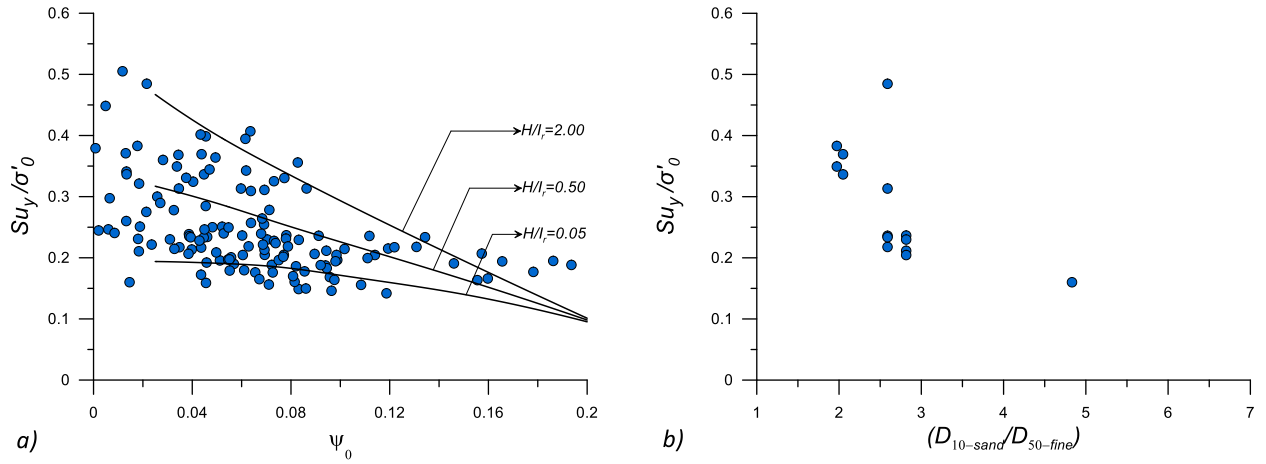 0.6
0.5
0.4
0.3
0.2
0.1
0
Su_y/σ'_0
0 0.04 0.08 0.12 0.16 0.2
ψ_0
H/I_r=2.00
H/I_r=0.50
H/I_r=0.05
a)
0.6
0.5
0.4
0.3
0.2
0.1
0
Su_y/σ'_0
1 2 3 4 5 6 7
(D_10–sand/D_50–fine)
b)